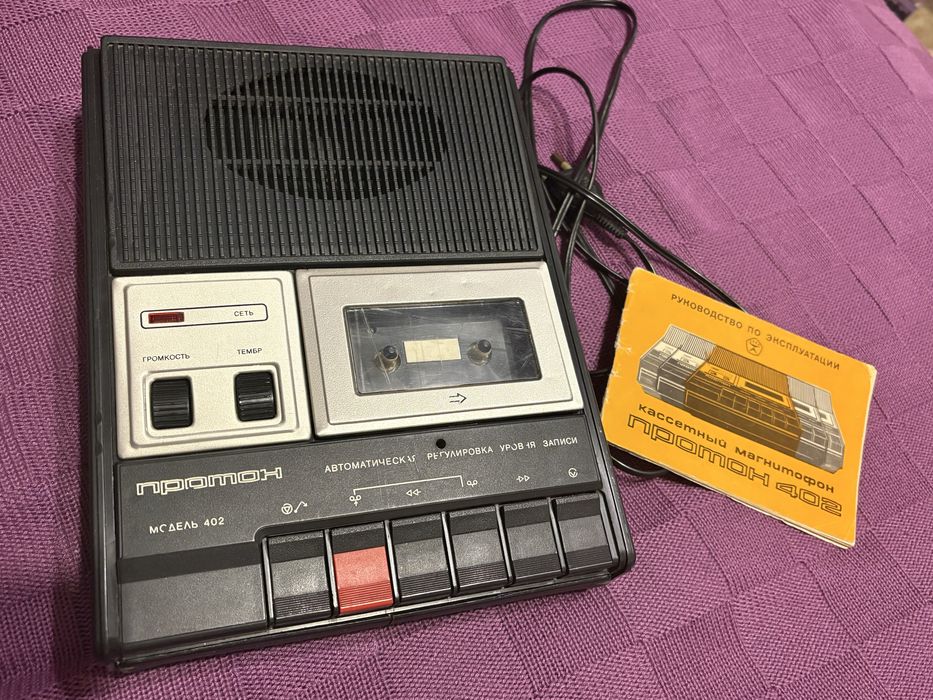 СЕТЬ
ГРОМКОСТЬ
ТЕМБР
АВТОМАТИЧЕСКАЯ РЕГУЛИРОВКА УРОВНЯ ЗАПИСИ
ПРОТОН
МОДЕЛЬ 402
РУКОВОДСТВО ПО ЭКСПЛУАТАЦИИ
кассетный магнитофон
ПРОТОН 402